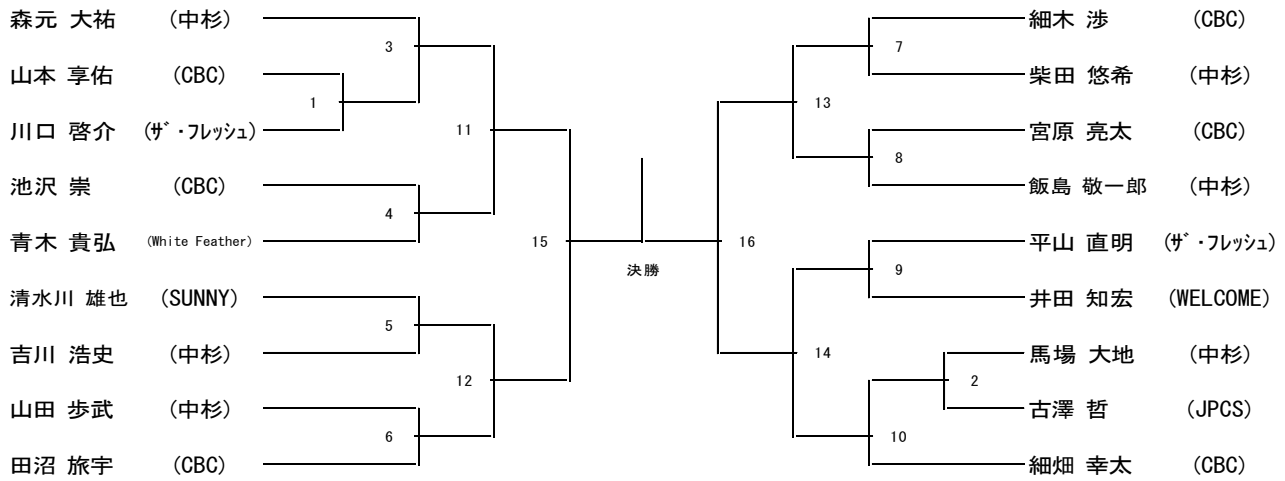 森元 大祐 (中杉)
山本 享佑 (CBC)
川口 啓介 (ｻﾞ・ﾌﾚｯｼｭ)
池沢 崇 (CBC)
青木 貴弘 (White Feather)
清水川 雄也 (SUNNY)
吉川 浩史 (中杉)
山田 歩武 (中杉)
田沼 旅宇 (CBC)
3
1
11
4
15
5
12
6
決勝
細木 渉 (CBC)
柴田 悠希 (中杉)
宮原 亮太 (CBC)
飯島 敬一郎 (中杉)
平山 直明 (ｻﾞ・ﾌﾚｯｼｭ)
井田 知宏 (WELCOME)
馬場 大地 (中杉)
古澤 哲 (JPCS)
細畑 幸太 (CBC)
7
13
8
16
9
14
2
10